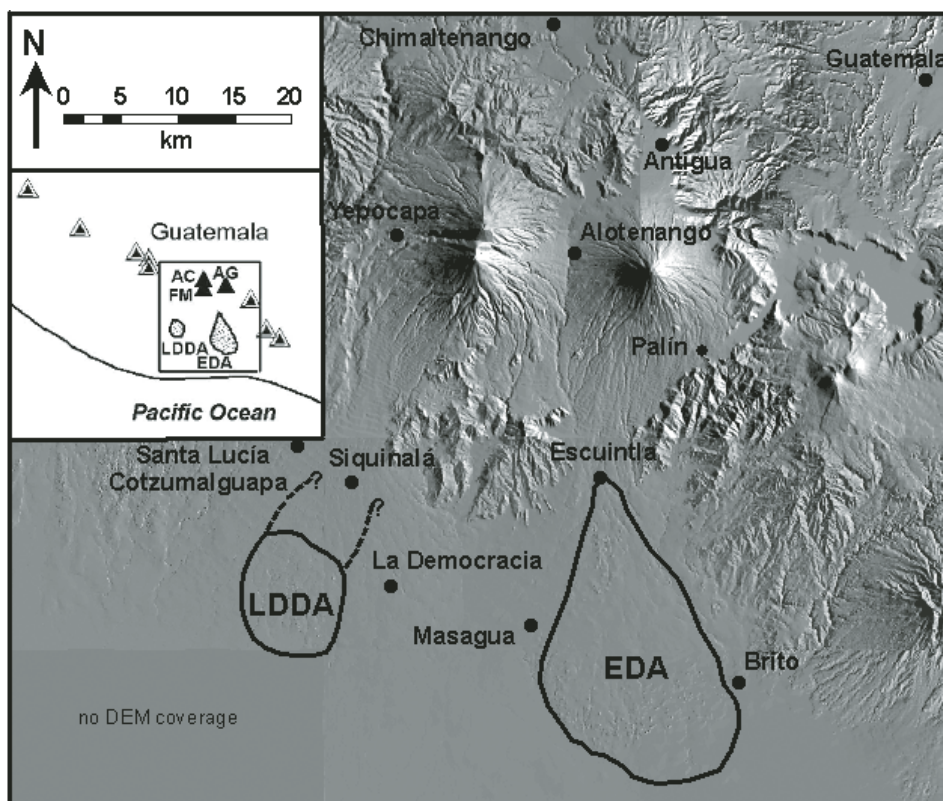 N
0 5 10 15 20
km
Chimaltenango
Guatemala
Antigua
Yepocapa
Alotenango
Palín
Guatemala
AC AG
FM
LDDA
EDA
Pacific Ocean
Santa Lucía
Cotzumalguapa
?
Siquinalá
?
Escuintla
La Democracia
LDDA
Masagua
EDA
Brito
no DEM coverage